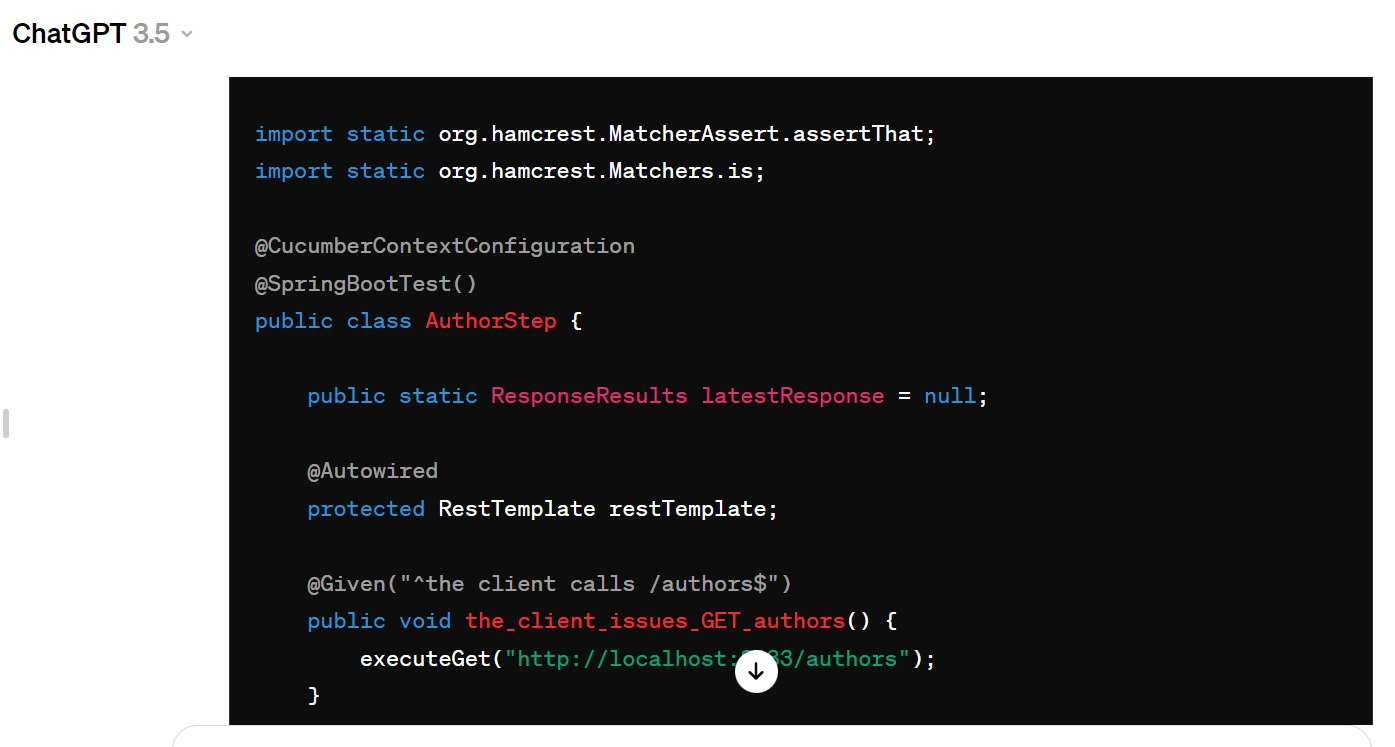 ChatGPT 3.5
import static org.hamcrest.MatcherAssert.assertThat;
import static org.hamcrest.Matchers.is;
@CucumberContextConfiguration
@SpringBootTest()
public class AuthorStep {
public static ResponseResults latestResponse = null;
@Autowired
protected RestTemplate restTemplate;
@Given("^the client calls /authors$")
public void the_client_issues_GET_authors() {
executeGet("http://localhost: 33/authors");
}